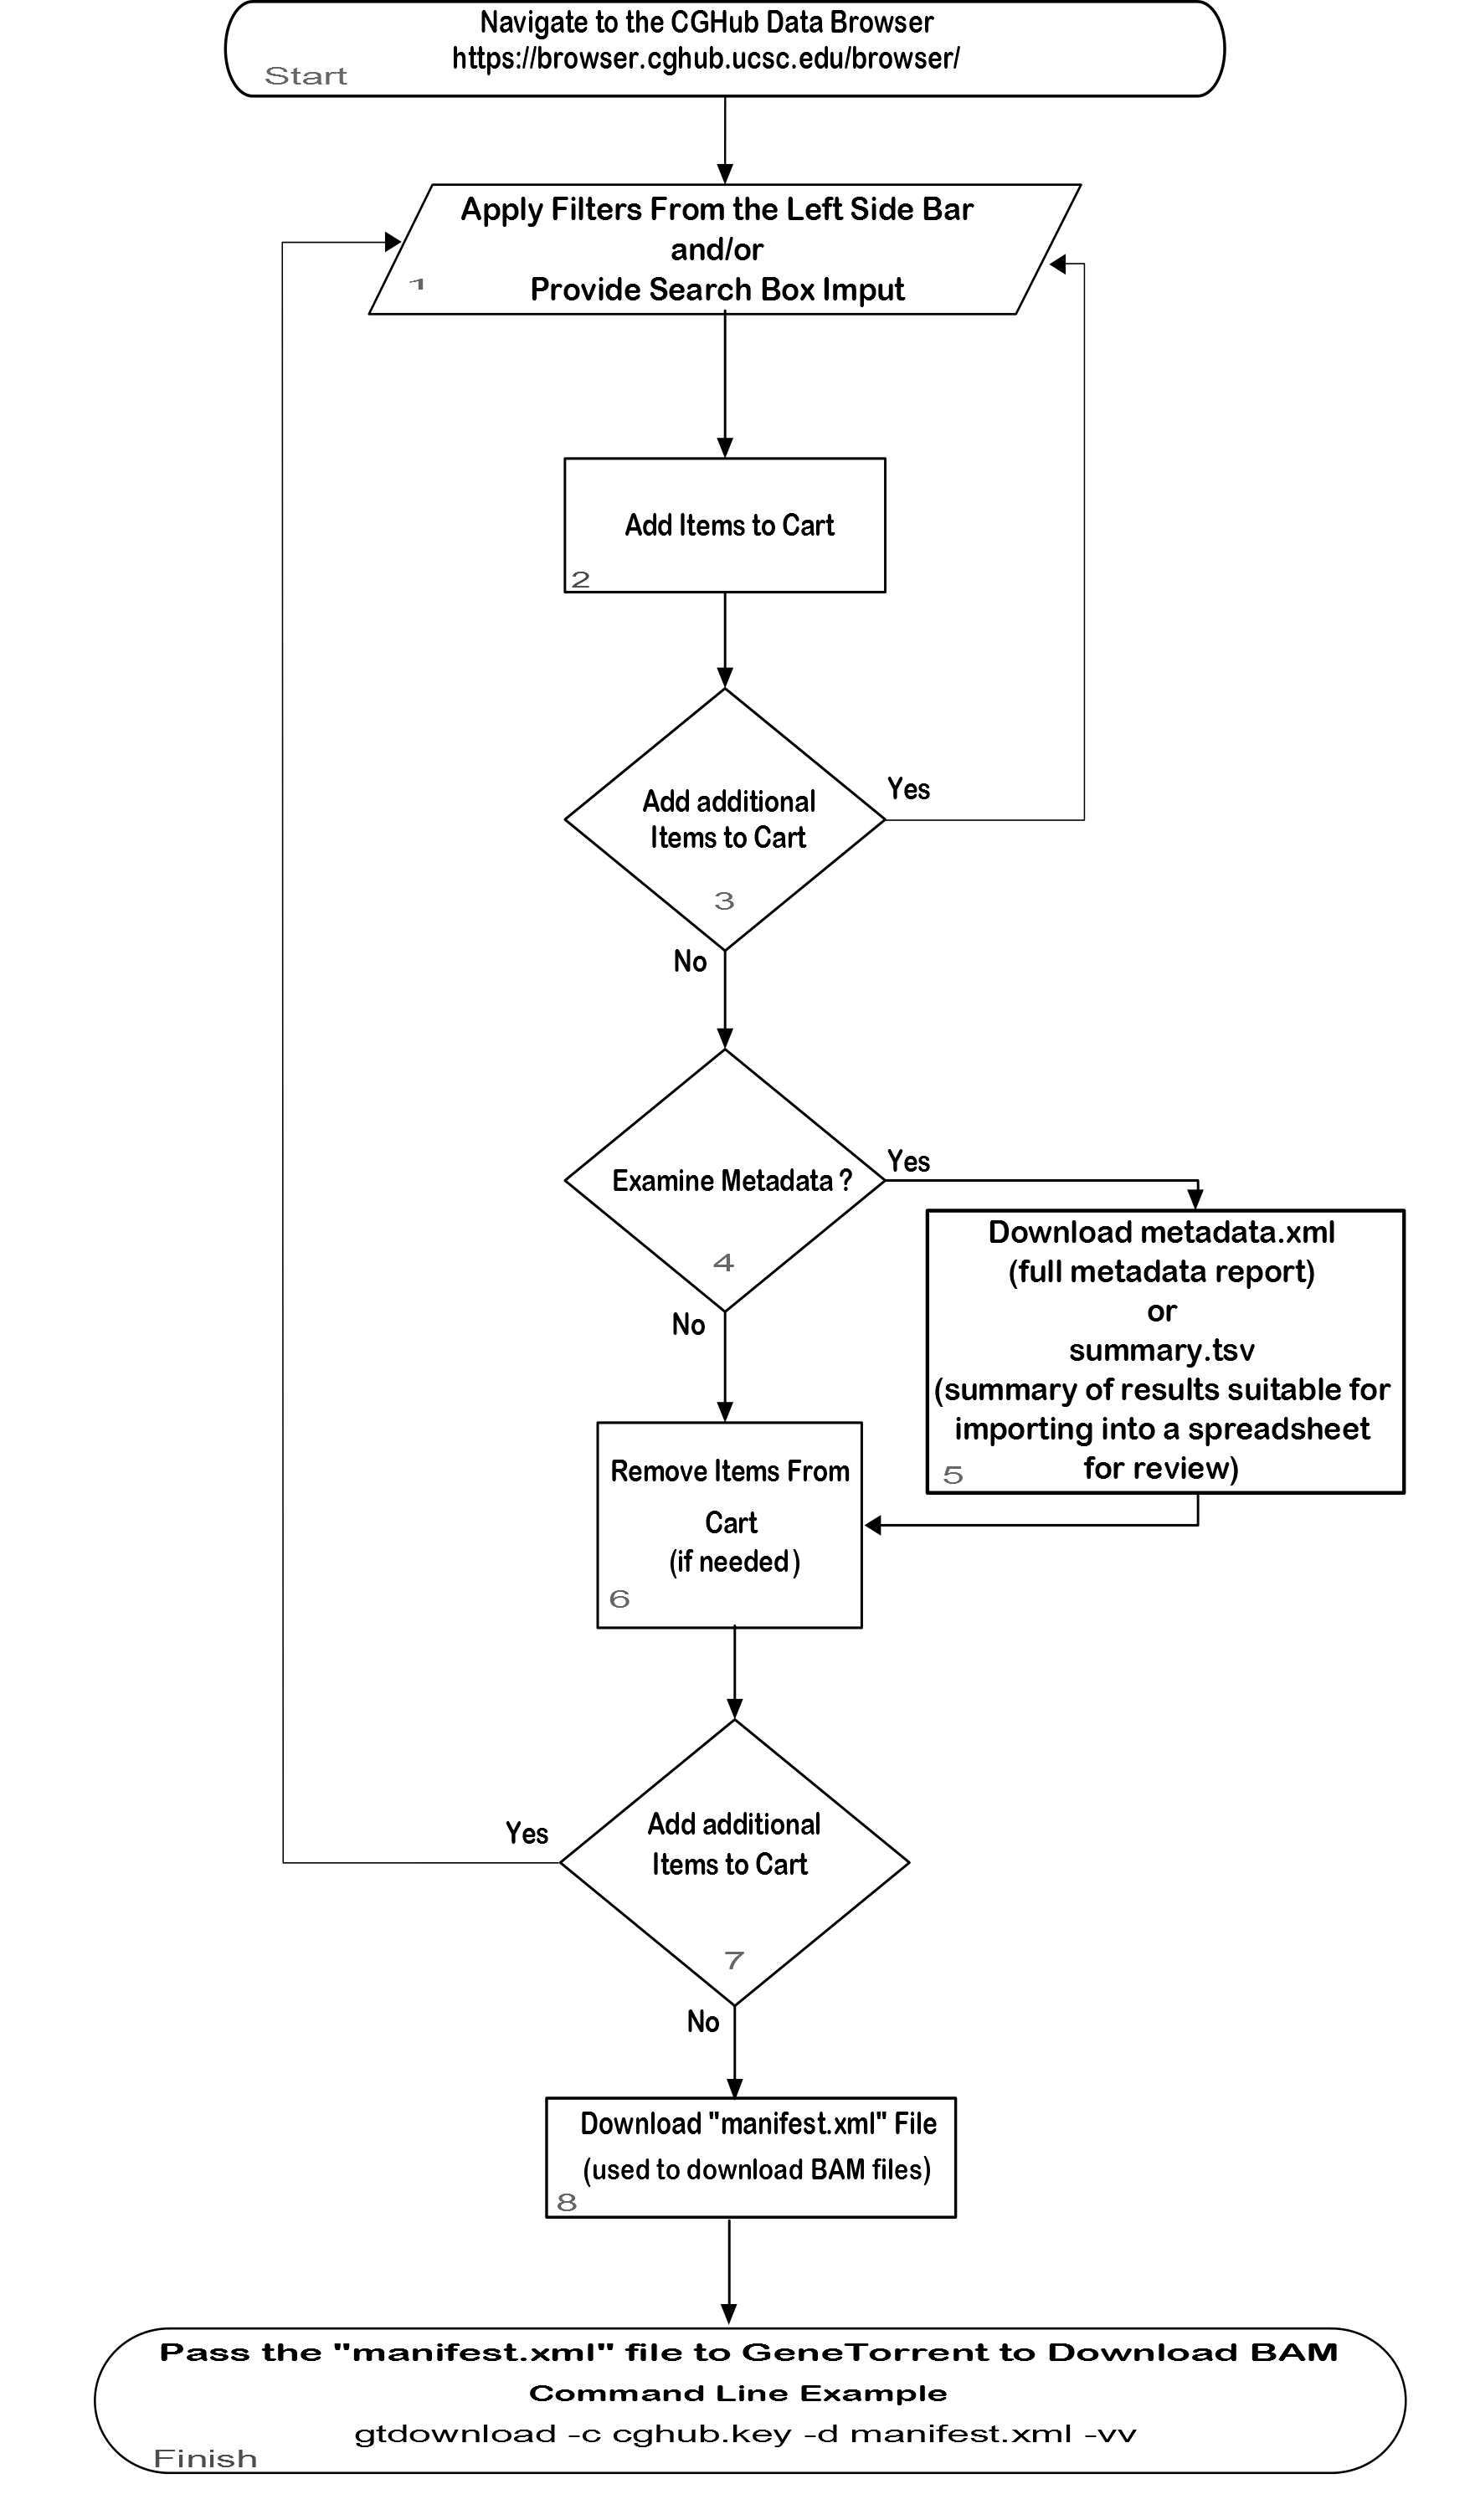 Navigate to the CGHub Data Browser
https://browser.cghub.ucsc.edu/browser/
Start
Apply Filters From the Left Side Bar
and/or
Provide Search Box Imput
1
Add Items to Cart
2
Add additional
Items to Cart
3
Yes
No
Examine Metadata ?
4
Yes
No
Download metadata.xml
(full metadata report)
or
summary.tsv
(summary of results suitable for
importing into a spreadsheet
for review)
5
Remove Items From
Cart
(if needed)
6
Add additional
Items to Cart
7
Yes
No
Download "manifest.xml" File
(used to download BAM files)
8
Pass the "manifest.xml" file to GeneTorrent to Download BAM
Command Line Example
gtdownload -c cghub.key -d manifest.xml -vv
Finish